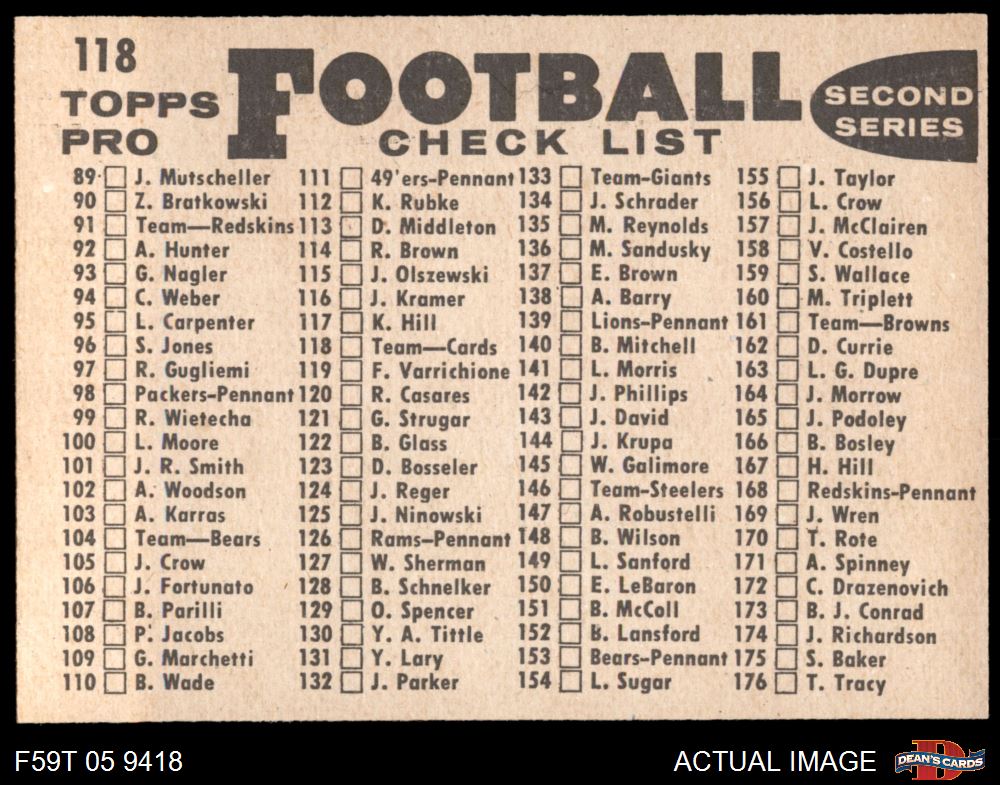 118
TOPPS
PRO
FOOTBALL
CHECK LIST
SECOND
SERIES
89 J. Mutscheller
90 Z. Bratkowski
91 Team—Redskins
92 A. Hunter
93 G. Nagler
94 C. Weber
95 L. Carpenter
96 S. Jones
97 R. Gugliemi
98 Packers-Pennant
99 R. Wietecha
100 L. Moore
101 J. R. Smith
102 A. Woodson
103 A. Karras
104 Team—Bears
105 J. Crow
106 J. Fortunato
107 B. Parilli
108 P. Jacobs
109 G. Marchetti
110 B. Wade
111 49'ers-Pennant
112 K. Rubke
113 D. Middleton
114 R. Brown
115 J. Olszewski
116 J. Kramer
117 K. Hill
118 Team—Cards
119 F. Varrichione
120 R. Casares
121 G. Strugar
122 B. Glass
123 D. Bosseler
124 J. Reger
125 J. Ninowski
126 Rams-Pennant
127 W. Sherman
128 B. Schnelker
129 O. Spencer
130 Y. A. Tittle
131 Y. Lary
132 J. Parker
133 Team-Giants
134 J. Schrader
135 M. Reynolds
136 M. Sandusky
137 E. Brown
138 A. Barry
139 Lions-Pennant
140 B. Mitchell
141 L. Morris
142 J. Phillips
143 J. David
144 J. Krupa
145 W. Galimore
146 Team-Steelers
147 A. Robustelli
148 B. Wilson
149 L. Sanford
150 E. LeBaron
151 B. McColl
152 B. Lansford
153 Bears-Pennant
154 L. Sugar
155 J. Taylor
156 L. Crow
157 J. McClairen
158 V. Costello
159 S. Wallace
160 M. Triplett
161 Team—Browns
162 D. Currie
163 L. G. Dupre
164 J. Morrow
165 J. Podoley
166 B. Bosley
167 H. Hill
168 Redskins-Pennant
169 J. Wren
170 T. Rote
171 A. Spinney
172 C. Drazenovich
173 B. J. Conrad
174 J. Richardson
175 S. Baker
176 T. Tracy
F59T 05 9418
ACTUAL IMAGE
D
DEAN'S CARDS